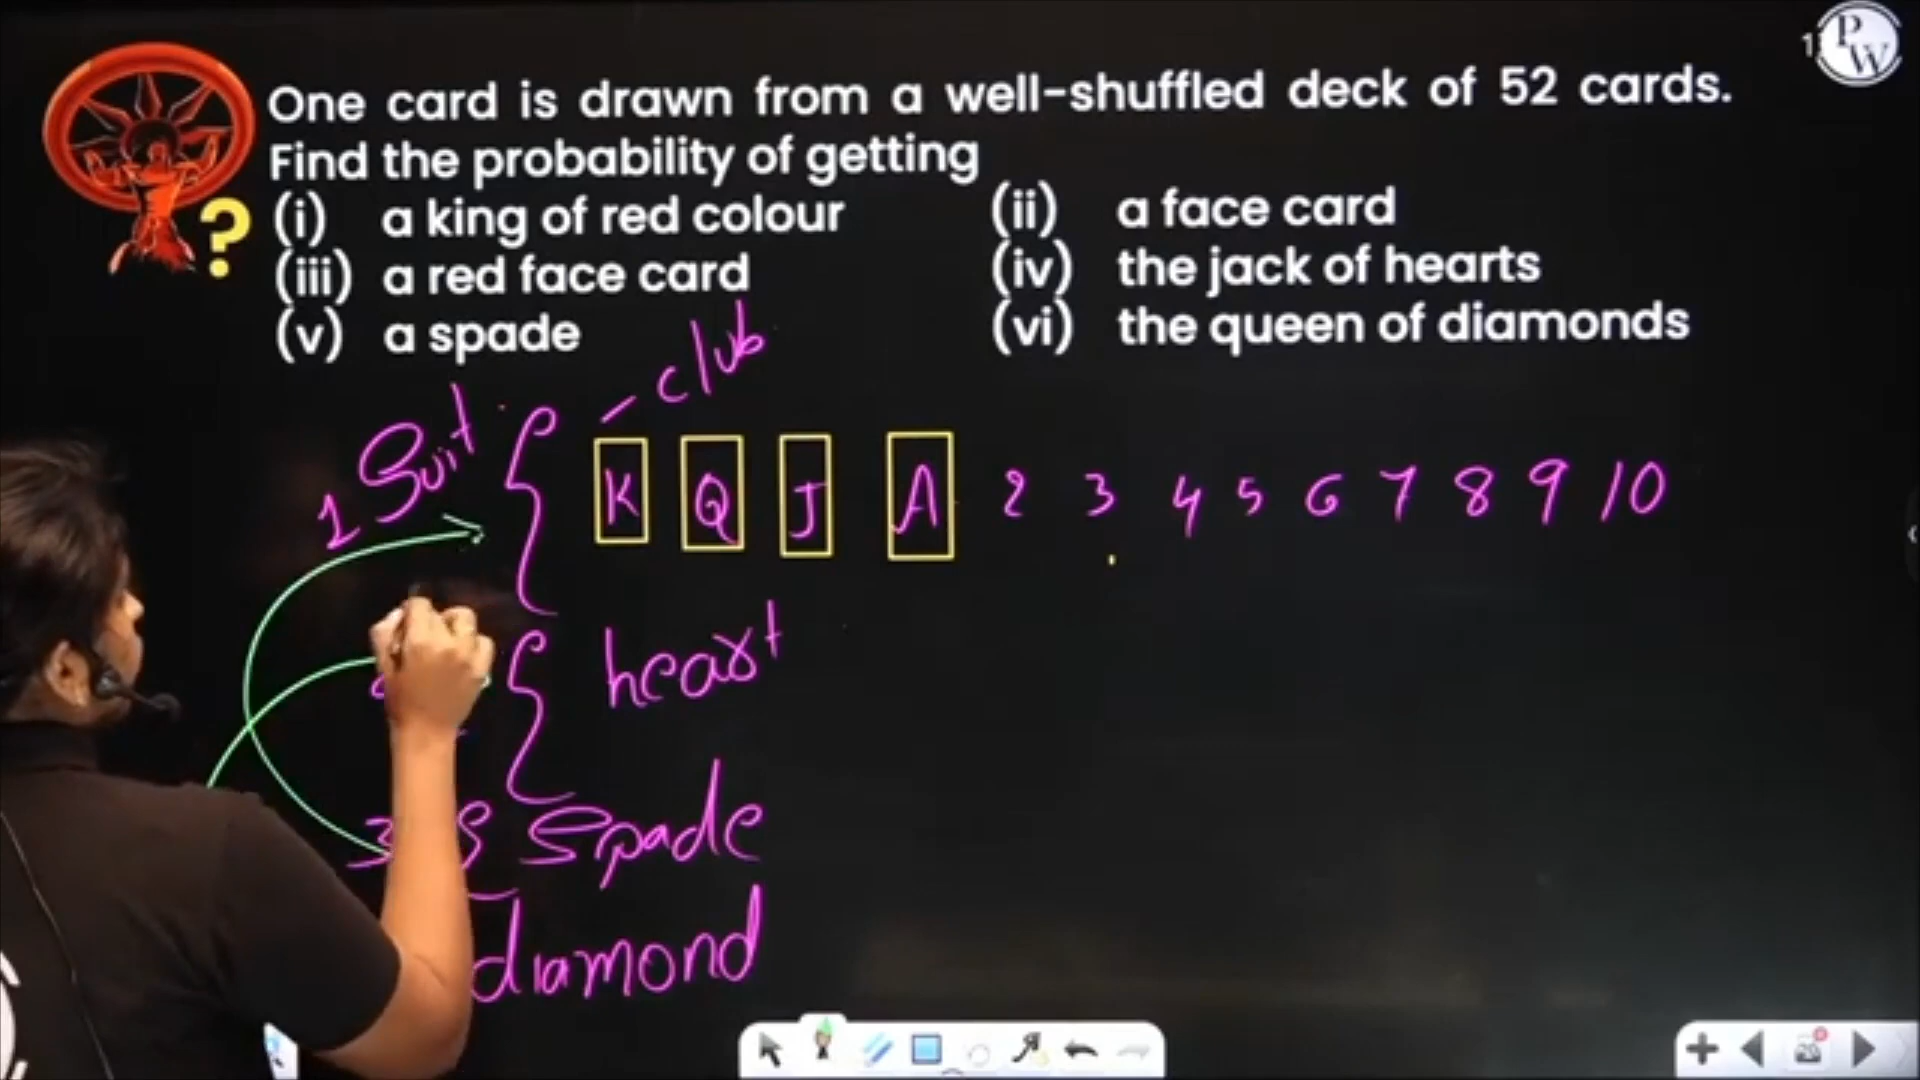 PW
One card is drawn from a well-shuffled deck of 52 cards.
Find the probability of getting
(i) a king of red colour (ii) a face card
(iii) a red face card (iv) the jack of hearts
(v) a spade (vi) the queen of diamonds
?
- club
1 Suit K Q J A 2 3 4 5 6 7 8 9 10
heart
3 Spade
diamond